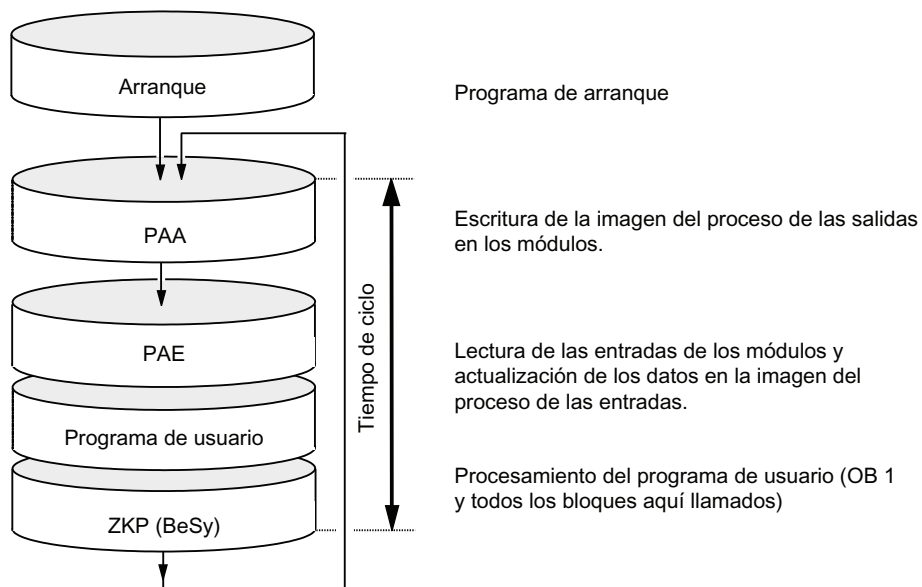 Arranque
Programa de arranque
PAA
Escritura de la imagen del proceso de las salidas
en los módulos.
Tiempo de ciclo
PAE
Lectura de las entradas de los módulos y
actualización de los datos en la imagen del
proceso de las entradas.
Programa de usuario
Procesamiento del programa de usuario (OB 1
y todos los bloques aquí llamados)
ZKP (BeSy)